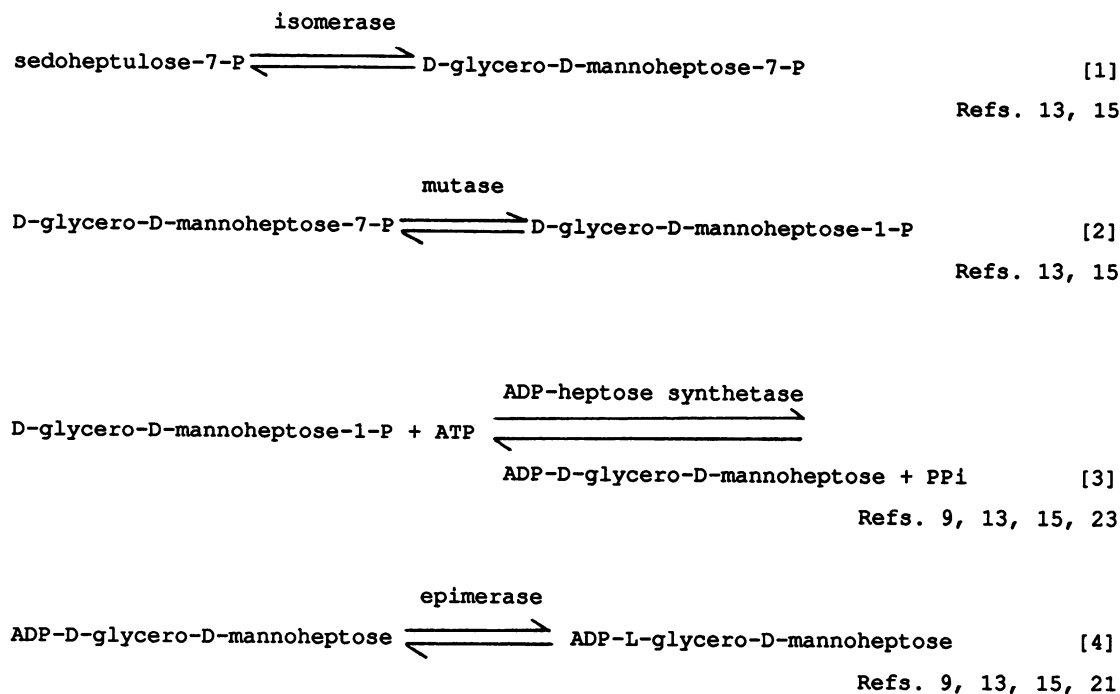 isomerase
sedoheptulose-7-P D-glycero-D-mannoheptose-7-P [1]
Refs. 13, 15
mutase
D-glycero-D-mannoheptose-7-P D-glycero-D-mannoheptose-1-P [2]
Refs. 13, 15
ADP-heptose synthetase
D-glycero-D-mannoheptose-1-P + ATP
ADP-D-glycero-D-mannoheptose + PPi [3]
Refs. 9, 13, 15, 23
epimerase
ADP-D-glycero-D-mannoheptose ADP-L-glycero-D-mannoheptose [4]
Refs. 9, 13, 15, 21